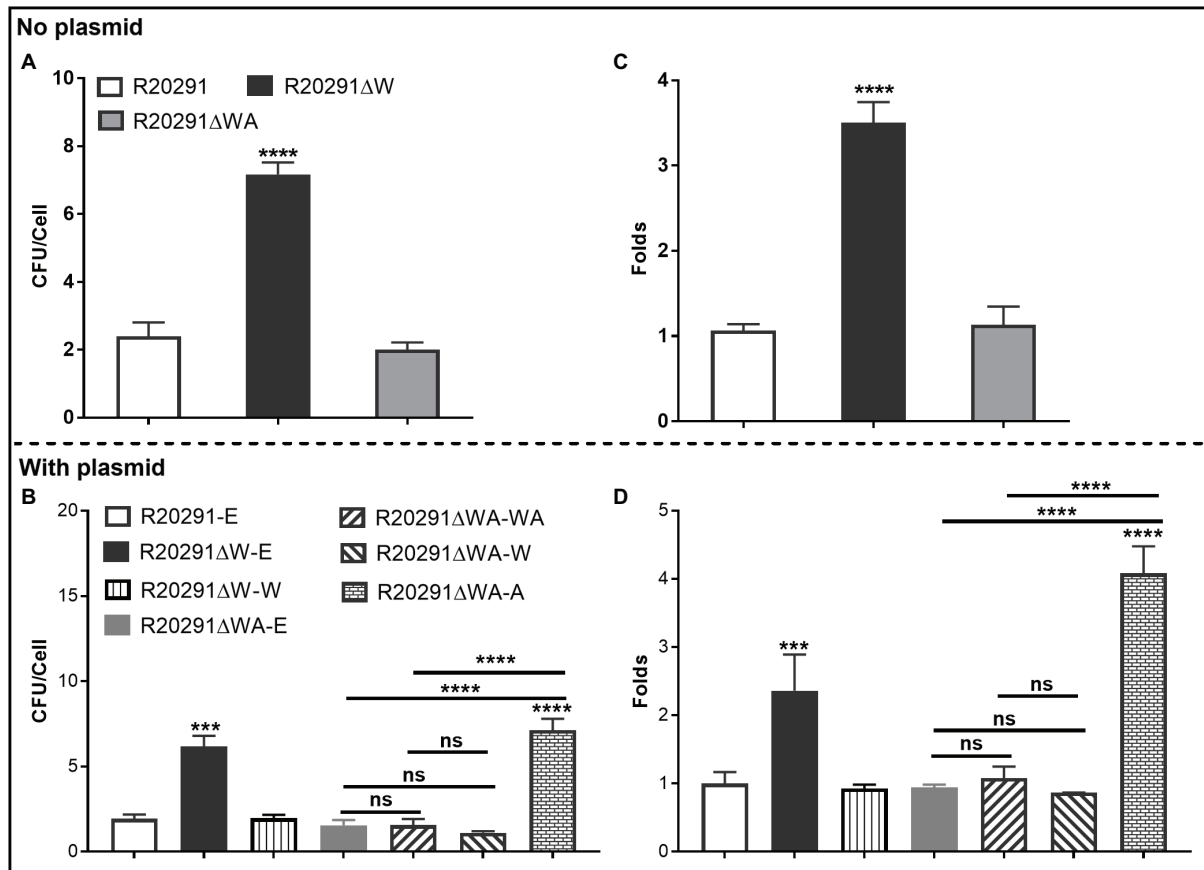 No plasmid
A
10
8
6
4
2
0
CFU/Cell
R20291
R20291ΔW
R20291ΔWA
****
C
4
3
2
1
0
Folds
****
With plasmid
B
20
15
10
5
0
CFU/Cell
R20291-E
R20291ΔW-E
R20291ΔW-W
R20291ΔWA-E
R20291ΔWA-WA
R20291ΔWA-W
R20291ΔWA-A
***
****
****
****
ns
ns
ns
D
5
4
3
2
1
0
Folds
***
****
****
****
ns
ns
ns